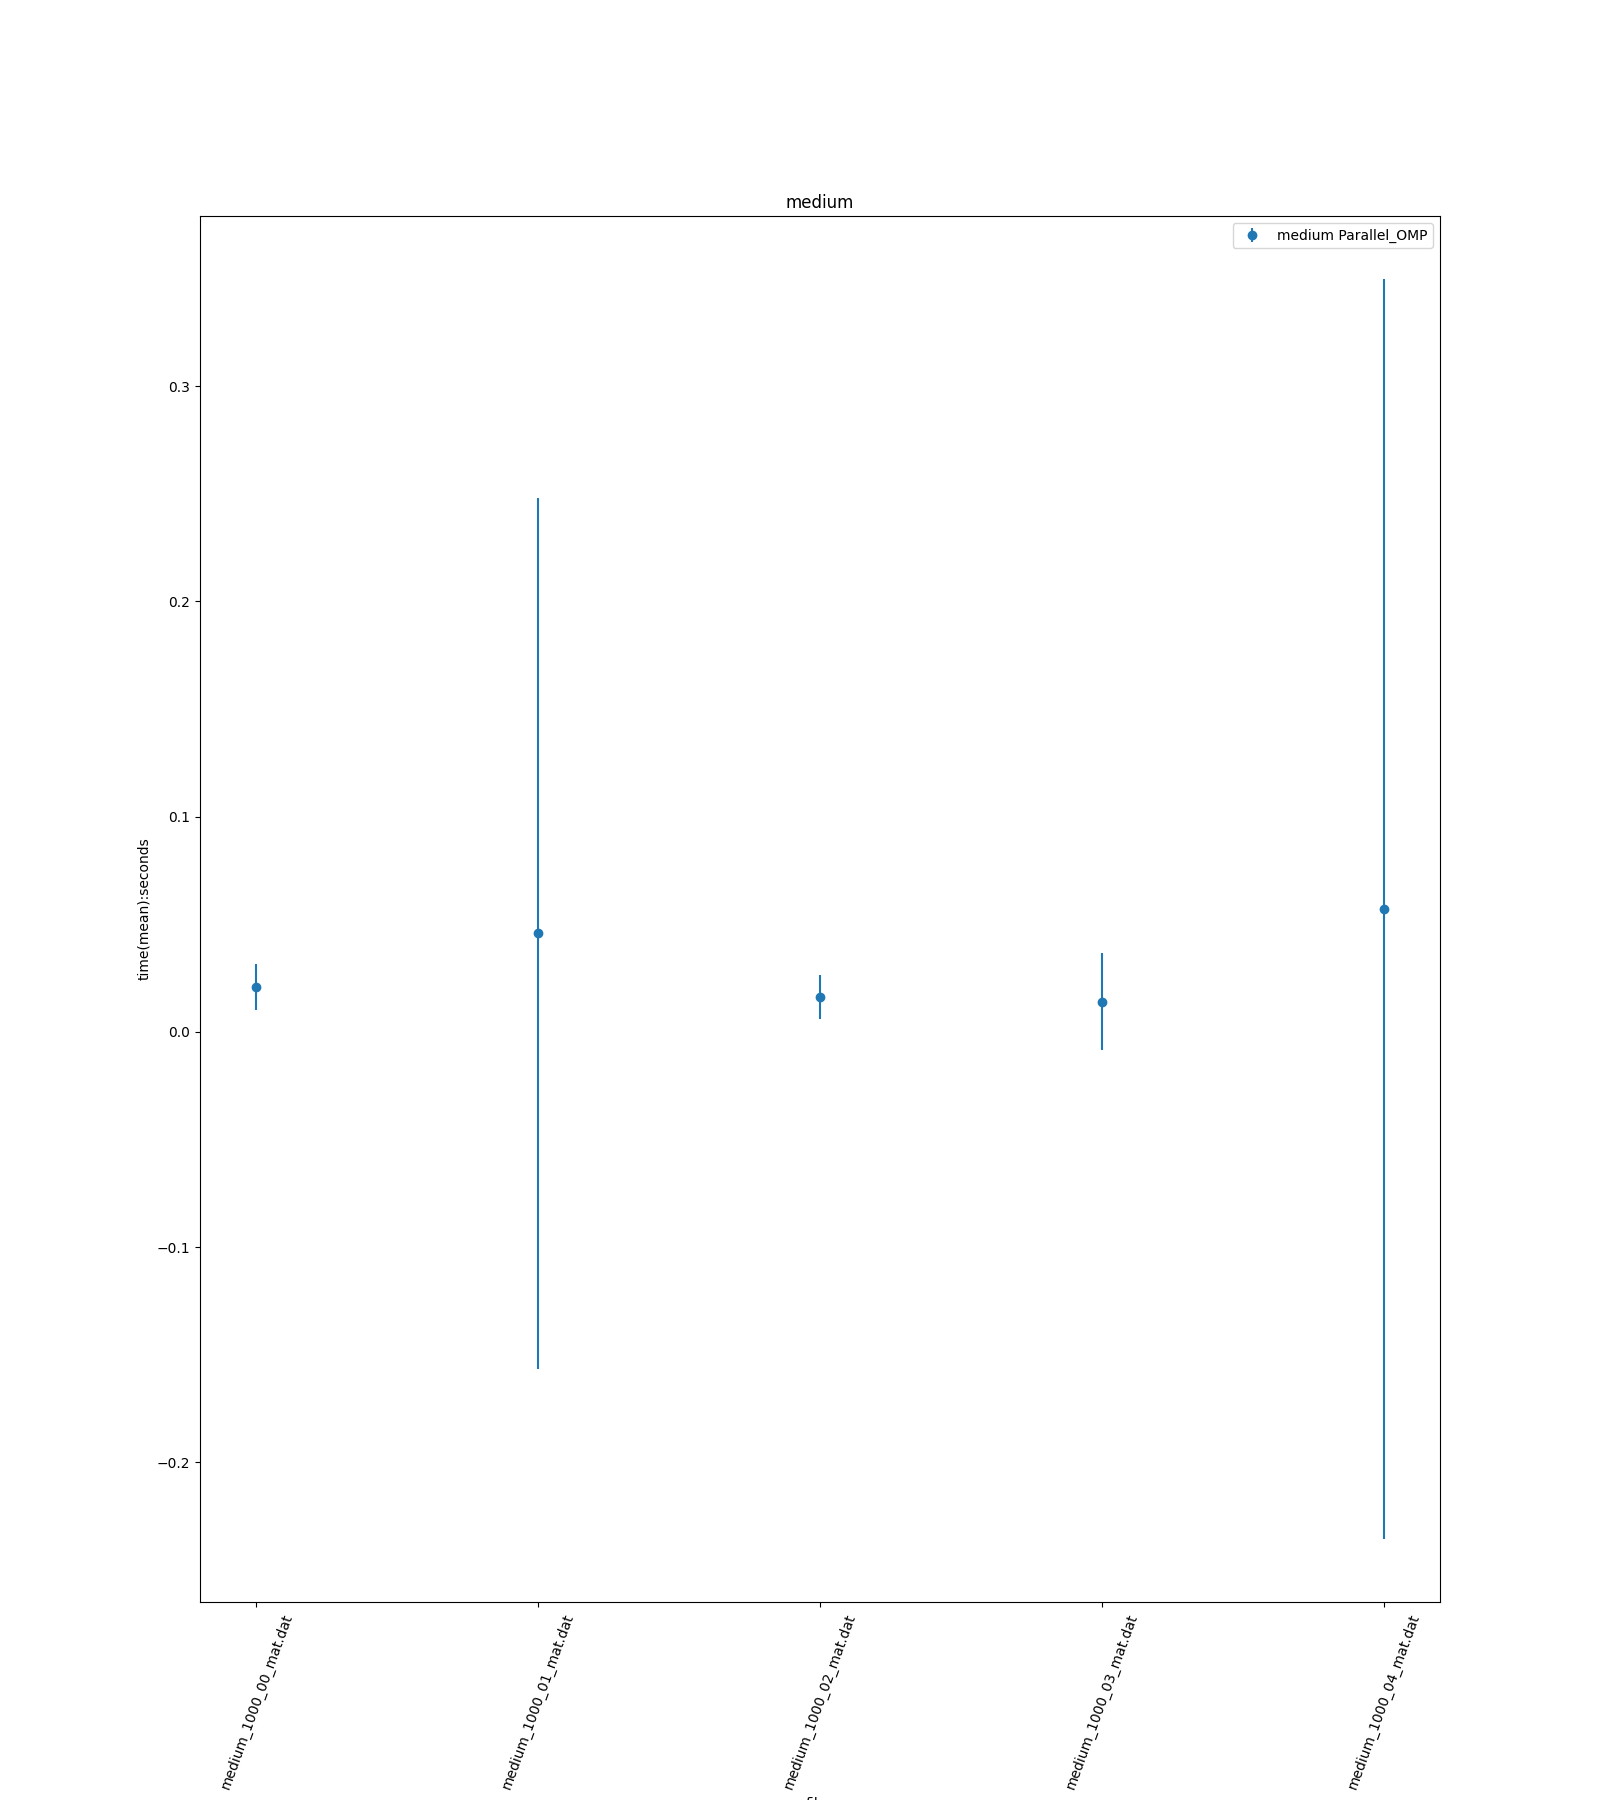 medium
medium Parallel_OMP
0.3
0.2
0.1
0.0
−0.1
−0.2
time(mean):seconds
medium_1000_00_mat.dat
medium_1000_01_mat.dat
medium_1000_02_mat.dat
medium_1000_03_mat.dat
medium_1000_04_mat.dat